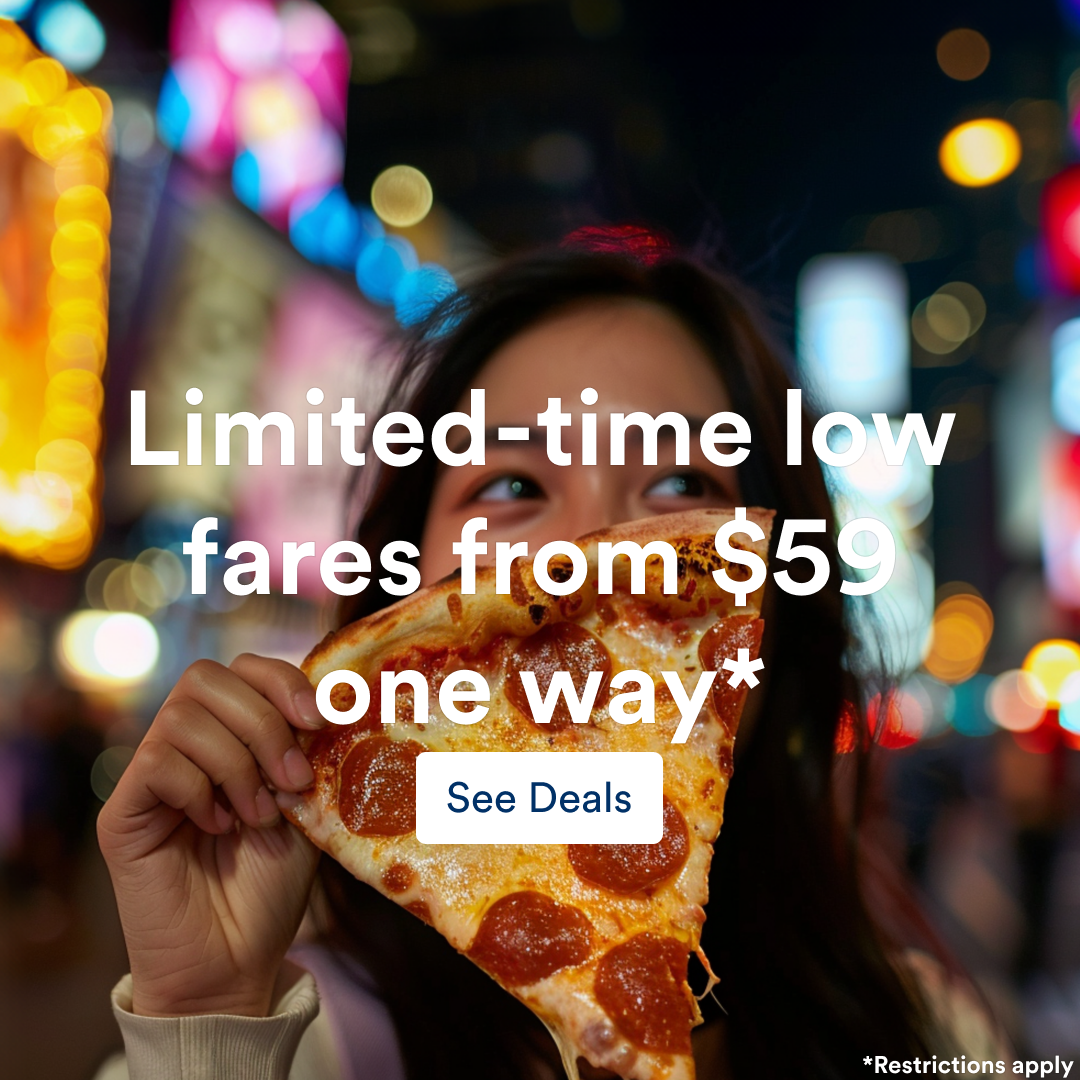 Limited-time low
fares from $59
one way*
See Deals
*Restrictions apply